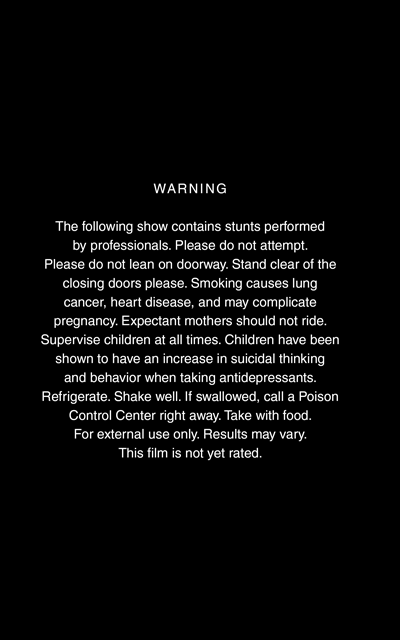 WARNING
The following show contains stunts performed
by professionals. Please do not attempt.
Please do not lean on doorway. Stand clear of the
closing doors please. Smoking causes lung
cancer, heart disease, and may complicate
pregnancy. Expectant mothers should not ride.
Supervise children at all times. Children have been
shown to have an increase in suicidal thinking
and behavior when taking antidepressants.
Refrigerate. Shake well. If swallowed, call a Poison
Control Center right away. Take with food.
For external use only. Results may vary.
This film is not yet rated.